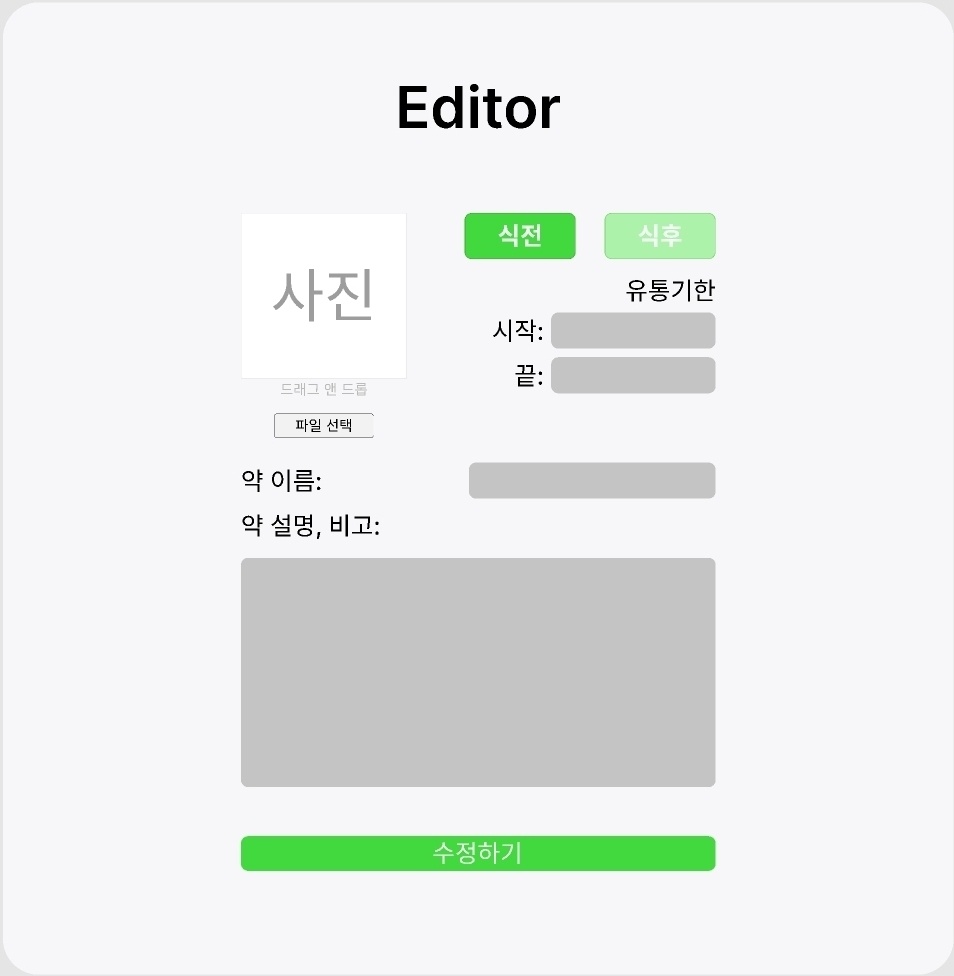 Editor
사진
드래그 앤 드롭
파일 선택
식전 식후
유통기한
시작:
끝:
약 이름:
약 설명, 비고:
수정하기